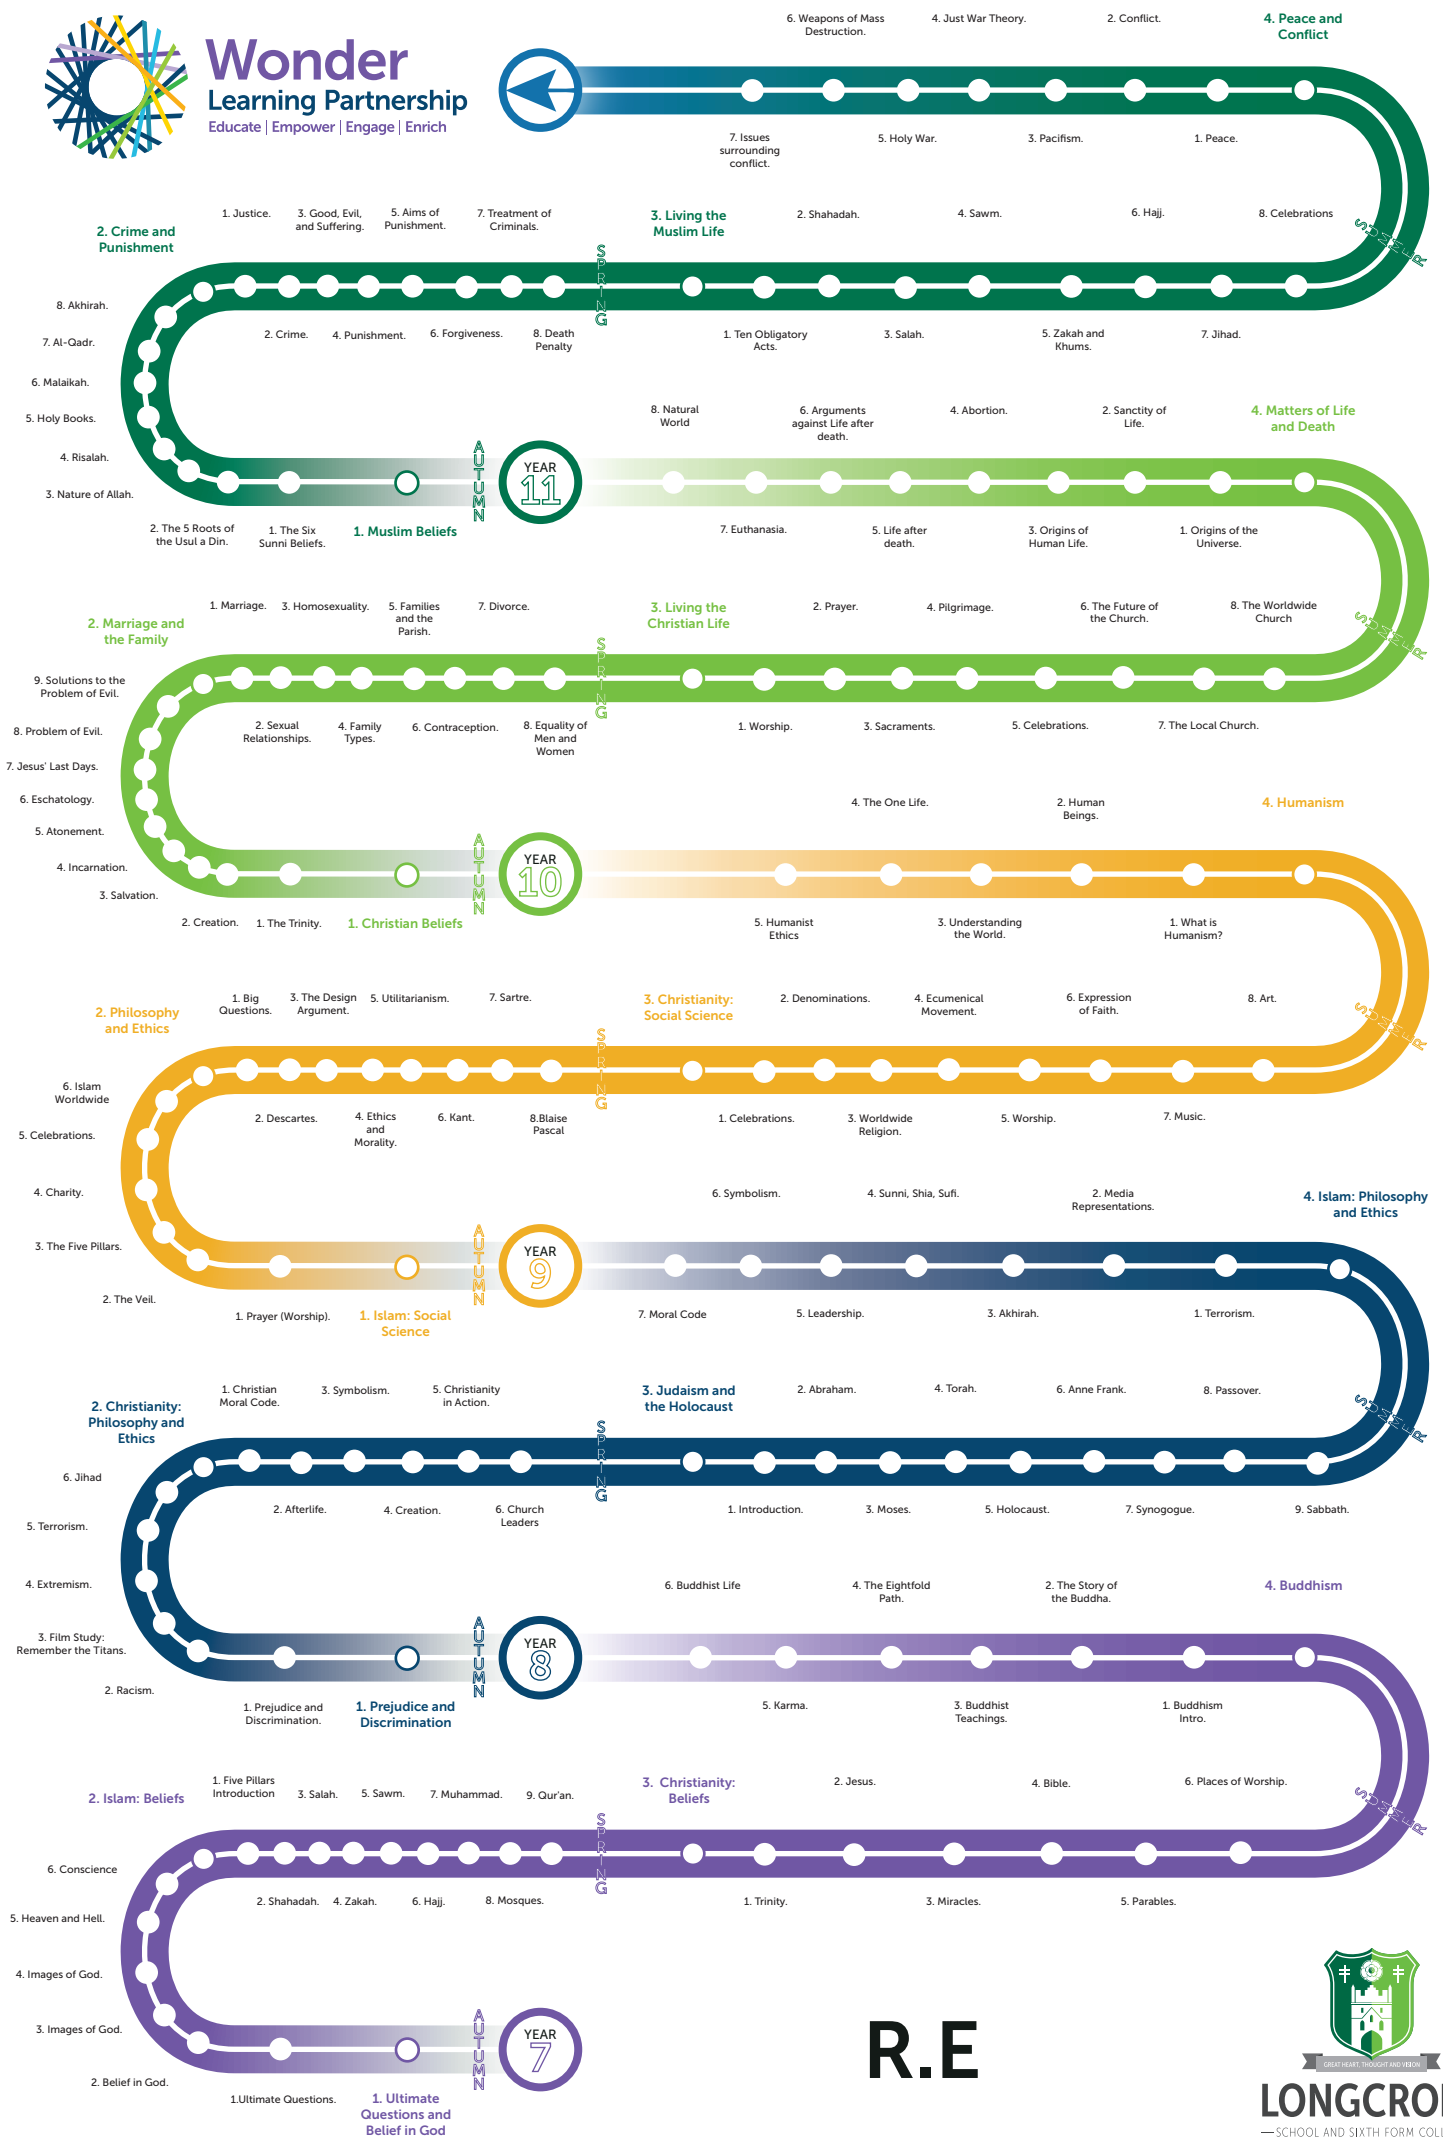 Wonder
Learning Partnership
Educate | Empower | Engage | Enrich
6. Weapons of Mass
Destruction.
4. Just War Theory.
2. Conflict.
4. Peace and
Conflict
7. Issues
surrounding
conflict.
5. Holy War.
3. Pacifism.
1. Peace.
SUMMER
2. Crime and
Punishment
1. Justice.
3. Good, Evil,
and Suffering.
5. Aims of
Punishment.
7. Treatment of
Criminals.
SPRING
3. Living the
Muslim Life
2. Shahadah.
4. Sawm.
6. Hajj.
8. Celebrations
2. Crime.
4. Punishment.
6. Forgiveness.
8. Death
Penalty
1. Ten Obligatory
Acts.
3. Salah.
5. Zakah and
Khums.
7. Jihad.
8. Akhirah.
7. Al-Qadr.
6. Malaikah.
5. Holy Books.
4. Risalah.
3. Nature of Allah.
2. The 5 Roots of
the Usul a Din.
1. The Six
Sunni Beliefs.
1. Muslim Beliefs
AUTUMN
YEAR
11
8. Natural
World
6. Arguments
against Life after
death.
4. Abortion.
2. Sanctity of
Life.
4. Matters of Life
and Death
7. Euthanasia.
5. Life after
death.
3. Origins of
Human Life.
1. Origins of the
Universe.
SUMMER
2. Marriage and
the Family
1. Marriage.
3. Homosexuality.
5. Families
and the
Parish.
7. Divorce.
SPRING
3. Living the
Christian Life
2. Prayer.
4. Pilgrimage.
6. The Future of
the Church.
8. The Worldwide
Church
2. Sexual
Relationships.
4. Family
Types.
6. Contraception.
8. Equality of
Men and
Women
1. Worship.
3. Sacraments.
5. Celebrations.
7. The Local Church.
9. Solutions to the
Problem of Evil.
8. Problem of Evil.
7. Jesus' Last Days.
6. Eschatology.
5. Atonement.
4. Incarnation.
3. Salvation.
2. Creation.
1. The Trinity.
1. Christian Beliefs
AUTUMN
YEAR
10
4. The One Life.
2. Human
Beings.
4. Humanism
5. Humanist
Ethics
3. Understanding
the World.
1. What is
Humanism?
SUMMER
2. Philosophy
and Ethics
1. Big
Questions.
3. The Design
Argument.
5. Utilitarianism.
7. Sartre.
SPRING
3. Christianity:
Social Science
2. Denominations.
4. Ecumenical
Movement.
6. Expression
of Faith.
8. Art.
2. Descartes.
4. Ethics
and
Morality.
6. Kant.
8.Blaise
Pascal
1. Celebrations.
3. Worldwide
Religion.
5. Worship.
7. Music.
6. Islam
Worldwide
5. Celebrations.
4. Charity.
3. The Five Pillars.
2. The Veil.
1. Prayer (Worship).
1. Islam: Social
Science
AUTUMN
YEAR
9
6. Symbolism.
4. Sunni, Shia, Sufi.
2. Media
Representations.
4. Islam: Philosophy
and Ethics
7. Moral Code
5. Leadership.
3. Akhirah.
1. Terrorism.
SUMMER
2. Christianity:
Philosophy and
Ethics
1. Christian
Moral Code.
3. Symbolism.
5. Christianity
in Action.
SPRING
3. Judaism and
the Holocaust
2. Abraham.
4. Torah.
6. Anne Frank.
8. Passover.
2. Afterlife.
4. Creation.
6. Church
Leaders
1. Introduction.
3. Moses.
5. Holocaust.
7. Synogogue.
9. Sabbath.
6. Jihad
5. Terrorism.
4. Extremism.
3. Film Study:
Remember the Titans.
2. Racism.
1. Prejudice and
Discrimination.
1. Prejudice and
Discrimination
AUTUMN
YEAR
8
6. Buddhist Life
4. The Eightfold
Path.
2. The Story of
the Buddha.
4. Buddhism
5. Karma.
3. Buddhist
Teachings.
1. Buddhism
Intro.
SUMMER
2. Islam: Beliefs
1. Five Pillars
Introduction
3. Salah.
5. Sawm.
7. Muhammad.
9. Qur'an.
SPRING
3. Christianity:
Beliefs
2. Jesus.
4. Bible.
6. Places of Worship.
2. Shahadah.
4. Zakah.
6. Hajj.
8. Mosques.
1. Trinity.
3. Miracles.
5. Parables.
6. Conscience
5. Heaven and Hell.
4. Images of God.
3. Images of God.
2. Belief in God.
1.Ultimate Questions.
1. Ultimate
Questions and
Belief in God
AUTUMN
YEAR
7
R.E
GREAT HEART, THOUGHT AND VISION
LONGCRO
SCHOOL AND SIXTH FORM COLL